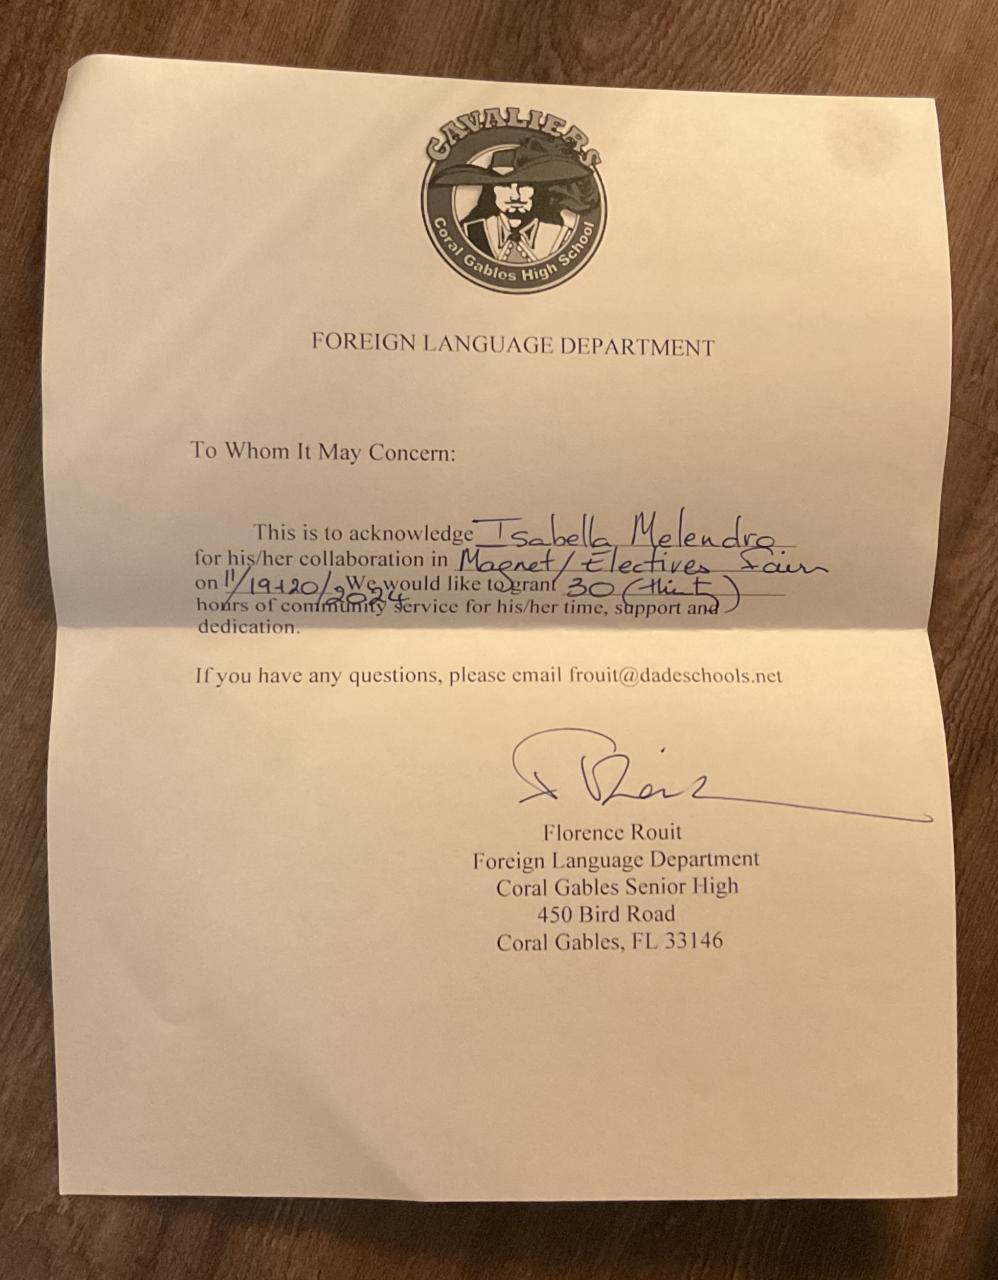 CAVALIERS
Coral Gables High School
FOREIGN LANGUAGE DEPARTMENT
To Whom It May Concern:
This is to acknowledge Isabella Melendro
for his/her collaboration in Magnet/Electives Fair
on 11/19+20/2024. We would like to grant 30 (thirty)
hours of community service for his/her time, support and
dedication.
If you have any questions, please email frouit@dadeschools.net
F Rouit
Florence Rouit
Foreign Language Department
Coral Gables Senior High
450 Bird Road
Coral Gables, FL 33146